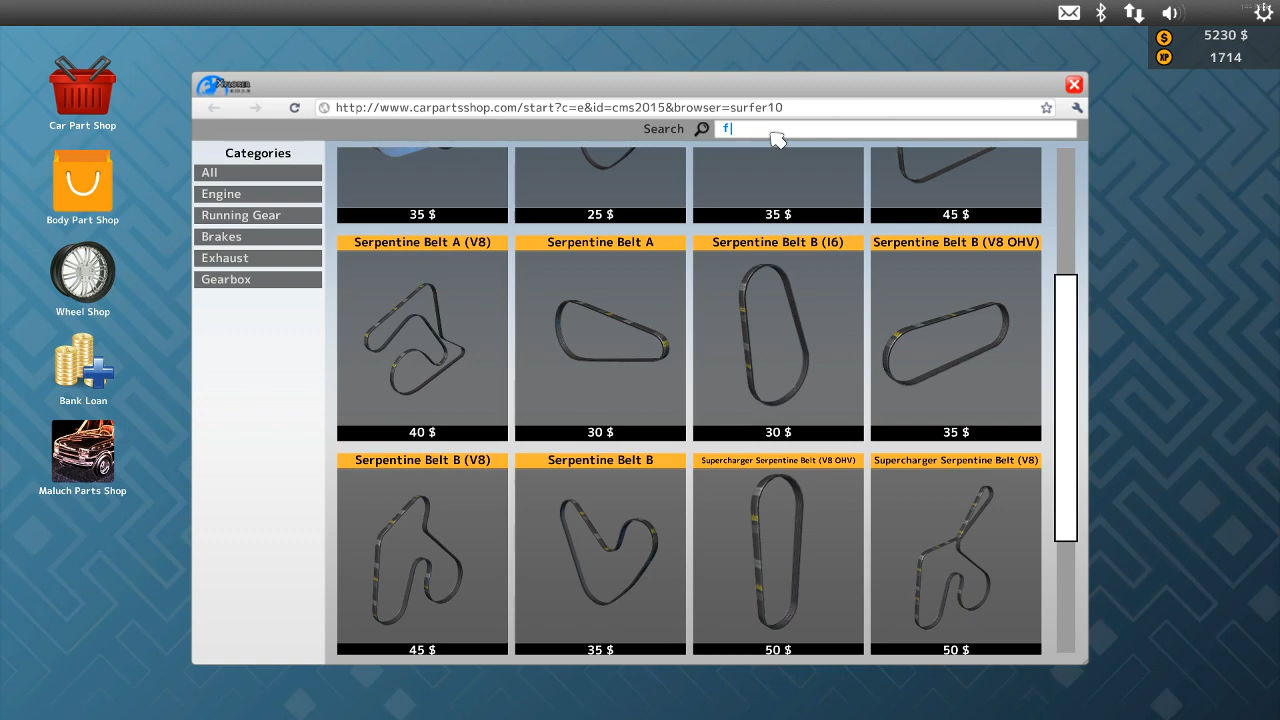 5230 $
1714
XPLORER
http://www.carpartsshop.com/start?c=e&id=cms2015&browser=surfer10
Search f
Car Part Shop
Body Part Shop
Wheel Shop
Bank Loan
Maluch Parts Shop
Categories
All
Engine
Running Gear
Brakes
Exhaust
Gearbox
35 $ 25 $ 35 $ 45 $
Serpentine Belt A (V8) Serpentine Belt A Serpentine Belt B (I6) Serpentine Belt B (V8 OHV)
40 $ 30 $ 30 $ 35 $
Serpentine Belt B (V8) Serpentine Belt B Supercharger Serpentine Belt (V8 OHV) Supercharger Serpentine Belt (V8)
45 $ 35 $ 50 $ 50 $